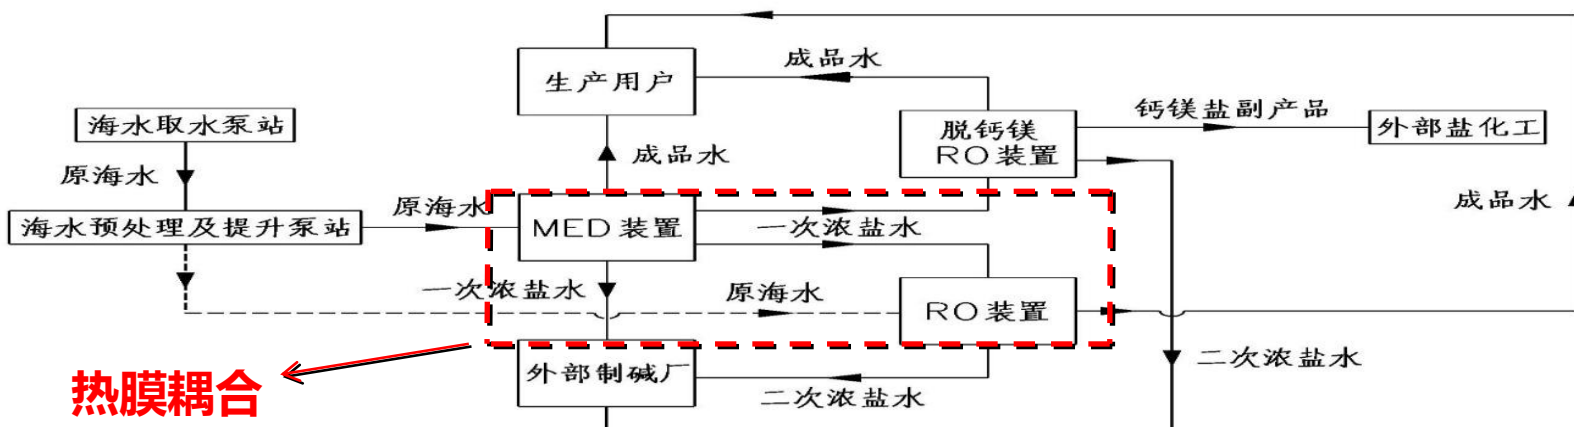 成品水
生产用户
海水取水泵站
钙镁盐副产品
脱钙镁
RO装置
外部盐化工
成品水
原海水
原海水
成品水
海水预处理及提升泵站
MED装置
一次浓盐水
一次浓盐水
原海水
RO装置
外部制碱厂
二次浓盐水
二次浓盐水
热膜耦合